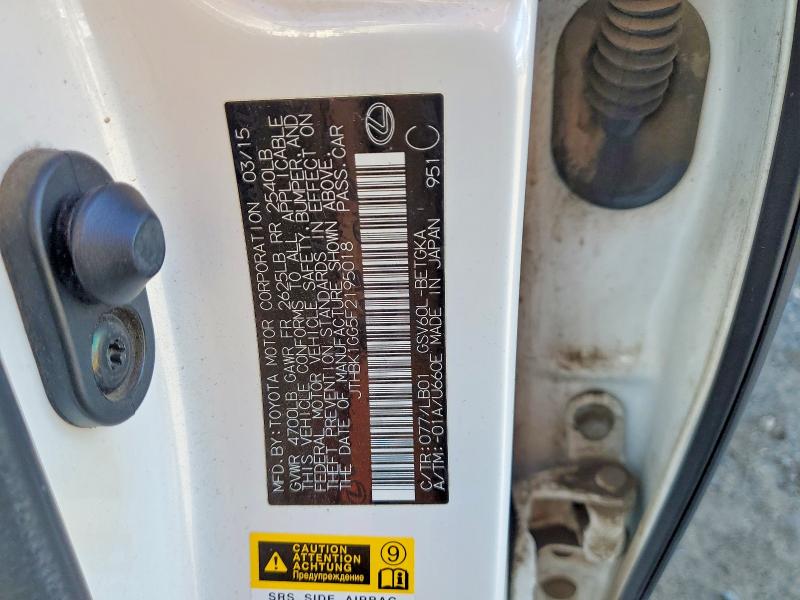 MFD.BY:TOYOTA MOTOR CORPORATION 03/15
GVWR 4700LB GAWR FR 2625LB RR 2540LB
THIS VEHICLE CONFORMS TO ALL APPLICABLE
FEDERAL MOTOR VEHICLE SAFETY,BUMPER,AND
THEFT PREVENTION STANDARDS IN EFFECT ON
THE DATE OF MANUFACTURE SHOWN ABOVE.
JTHBK1GG5F2195018 PASS.CAR
C/TR:077/LB01 GSV60L-BETGKA
A/TM:-01A/U660E MADE IN JAPAN 951 C
CAUTION
ATTENTION
ACHTUNG
Предупреждение
9
SRS SIDE AIRBAG